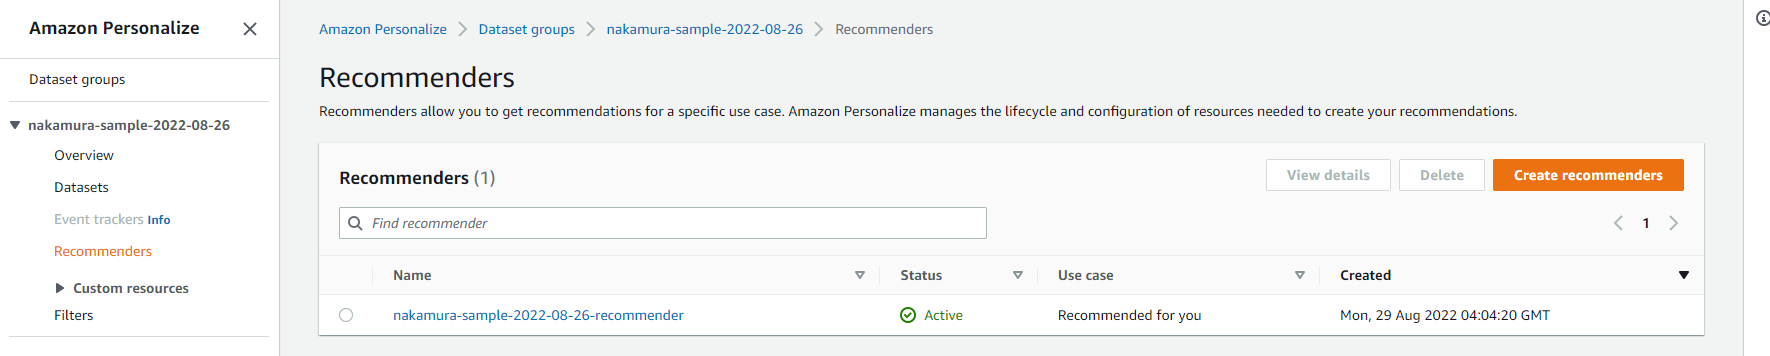 Amazon Personalize
Dataset groups
nakamura-sample-2022-08-26
Overview
Datasets
Event trackers Info
Recommenders
Custom resources
Filters
Amazon Personalize > Dataset groups > nakamura-sample-2022-08-26 > Recommenders
Recommenders
Recommenders allow you to get recommendations for a specific use case. Amazon Personalize manages the lifecycle and configuration of resources needed to create your recommendations.
Recommenders (1) View details Delete Create recommenders
Find recommender 1
Name Status Use case Created
nakamura-sample-2022-08-26-recommender Active Recommended for you Mon, 29 Aug 2022 04:04:20 GMT